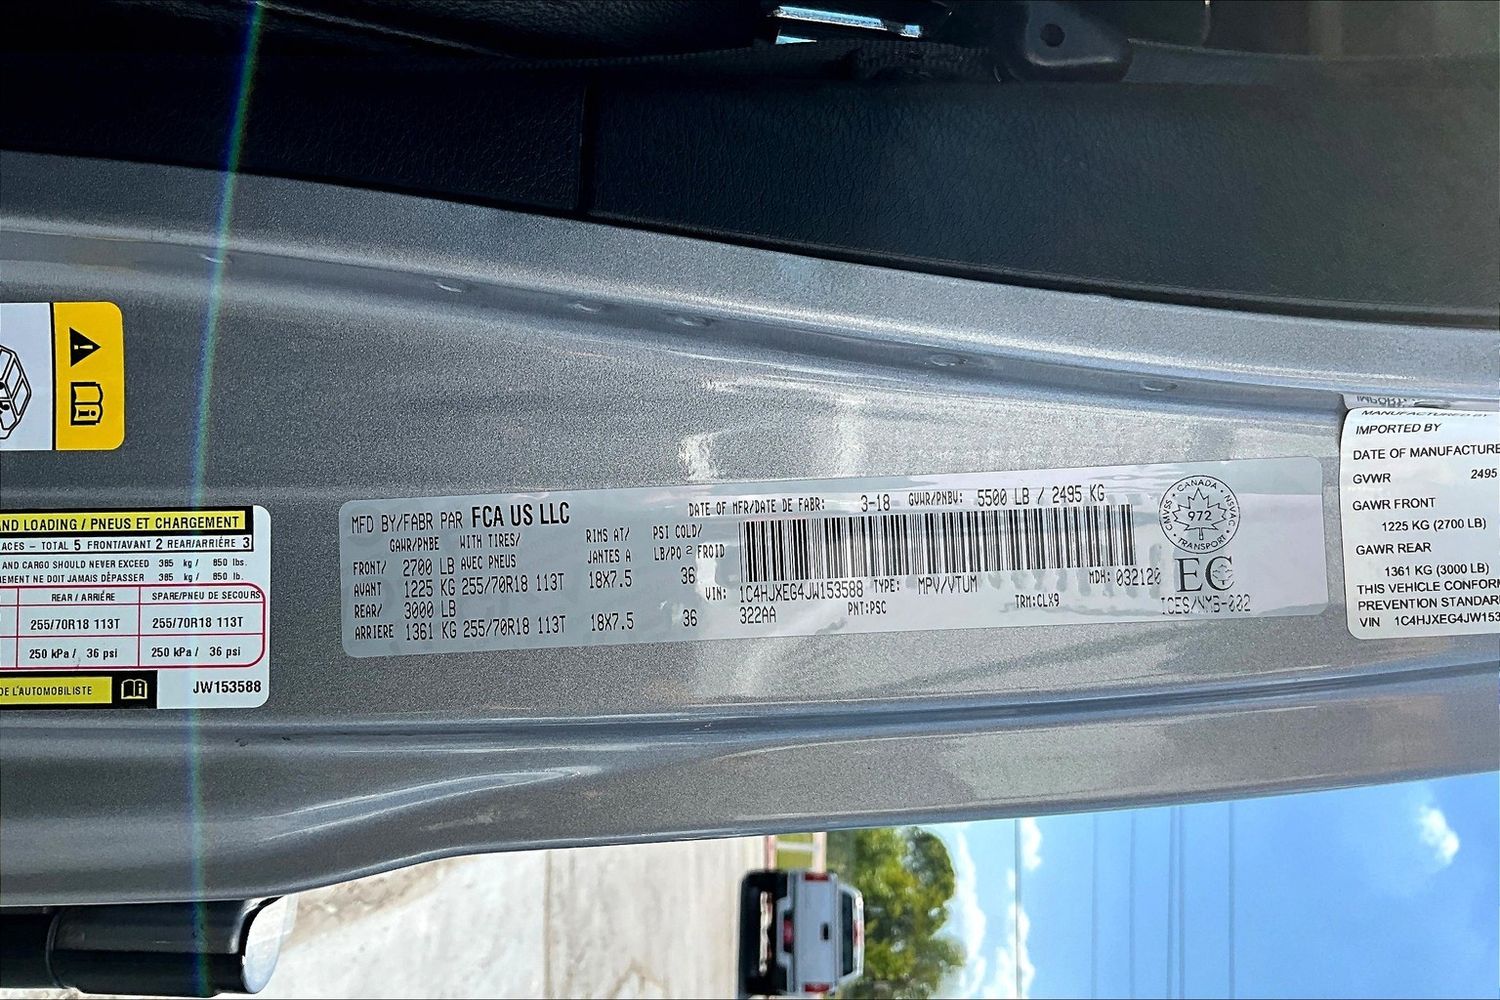 AND LOADING / PNEUS ET CHARGEMENT
ACES – TOTAL 5 FRONT/AVANT 2 REAR/ARRIÈRE 3
AND CARGO SHOULD NEVER EXCEED 385 kg / 850 lbs.
NEMENT NE DOIT JAMAIS DÉPASSER 385 kg / 850 lb.
REAR / ARRIÉRE SPARE/PNEU DE SECOURS
255/70R18 113T 255/70R18 113T
250 kPa / 36 psi 250 kPa / 36 psi
DE L'AUTOMOBILISTE
JW153588
MFD BY/FABR PAR FCA US LLC
DATE OF MFR/DATE DE FABR: 3-18 GVWR/PNBV: 5500 LB / 2495 KG
GAWR/PNBE WITH TIRES/ RIMS AT/ PSI COLD/
AVEC PNEUS JANTES A LB/PO 2 FROID
FRONT/ 2700 LB
AVANT 1225 KG 255/70R18 113T 18X7.5 36
REAR/ 3000 LB
ARRIERE 1361 KG 255/70R18 113T 18X7.5 36
VIN: 1C4HJXEG4JW153588 TYPE: MPV/VTUM MDH: 032120
322AA PNT:PSC TRM:CLX9
CANADA
CMVSS 972 NSVAC
TRANSPORT
EC
ICES/NMB-002
MANUFACTURED BY
IMPORTED BY
DATE OF MANUFACTURE
GVWR 2495
GAWR FRONT
1225 KG (2700 LB)
GAWR REAR
1361 KG (3000 LB)
THIS VEHICLE CONFOR
PREVENTION STANDAR
VIN 1C4HJXEG4JW153